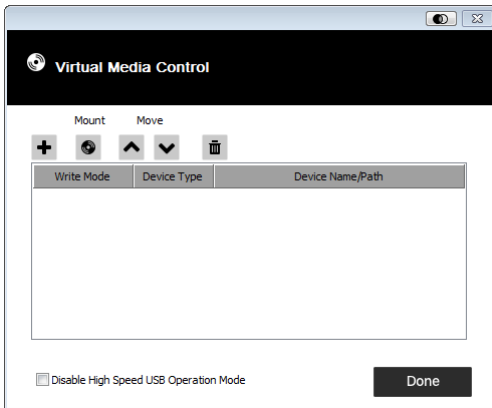 Virtual Media Control
Mount Move
Write Mode Device Type Device Name/Path
Disable High Speed USB Operation Mode
Done